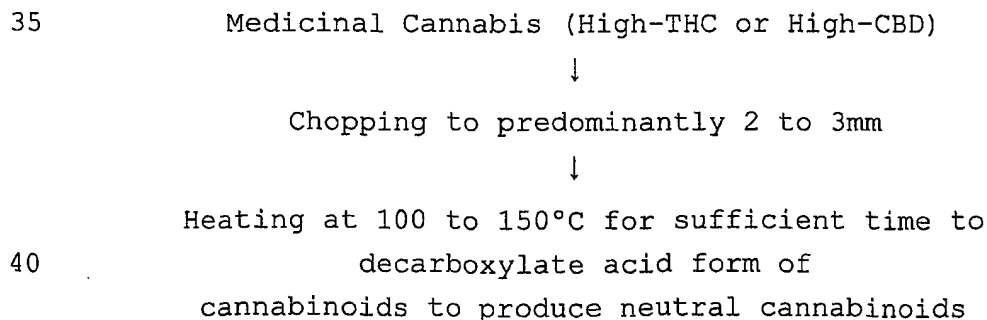 35 Medicinal Cannabis (High-THC or High-CBD)
↓
Chopping to predominantly 2 to 3mm
↓
Heating at 100 to 150°C for sufficient time to
40 decarboxylate acid form of
cannabinoids to produce neutral cannabinoids